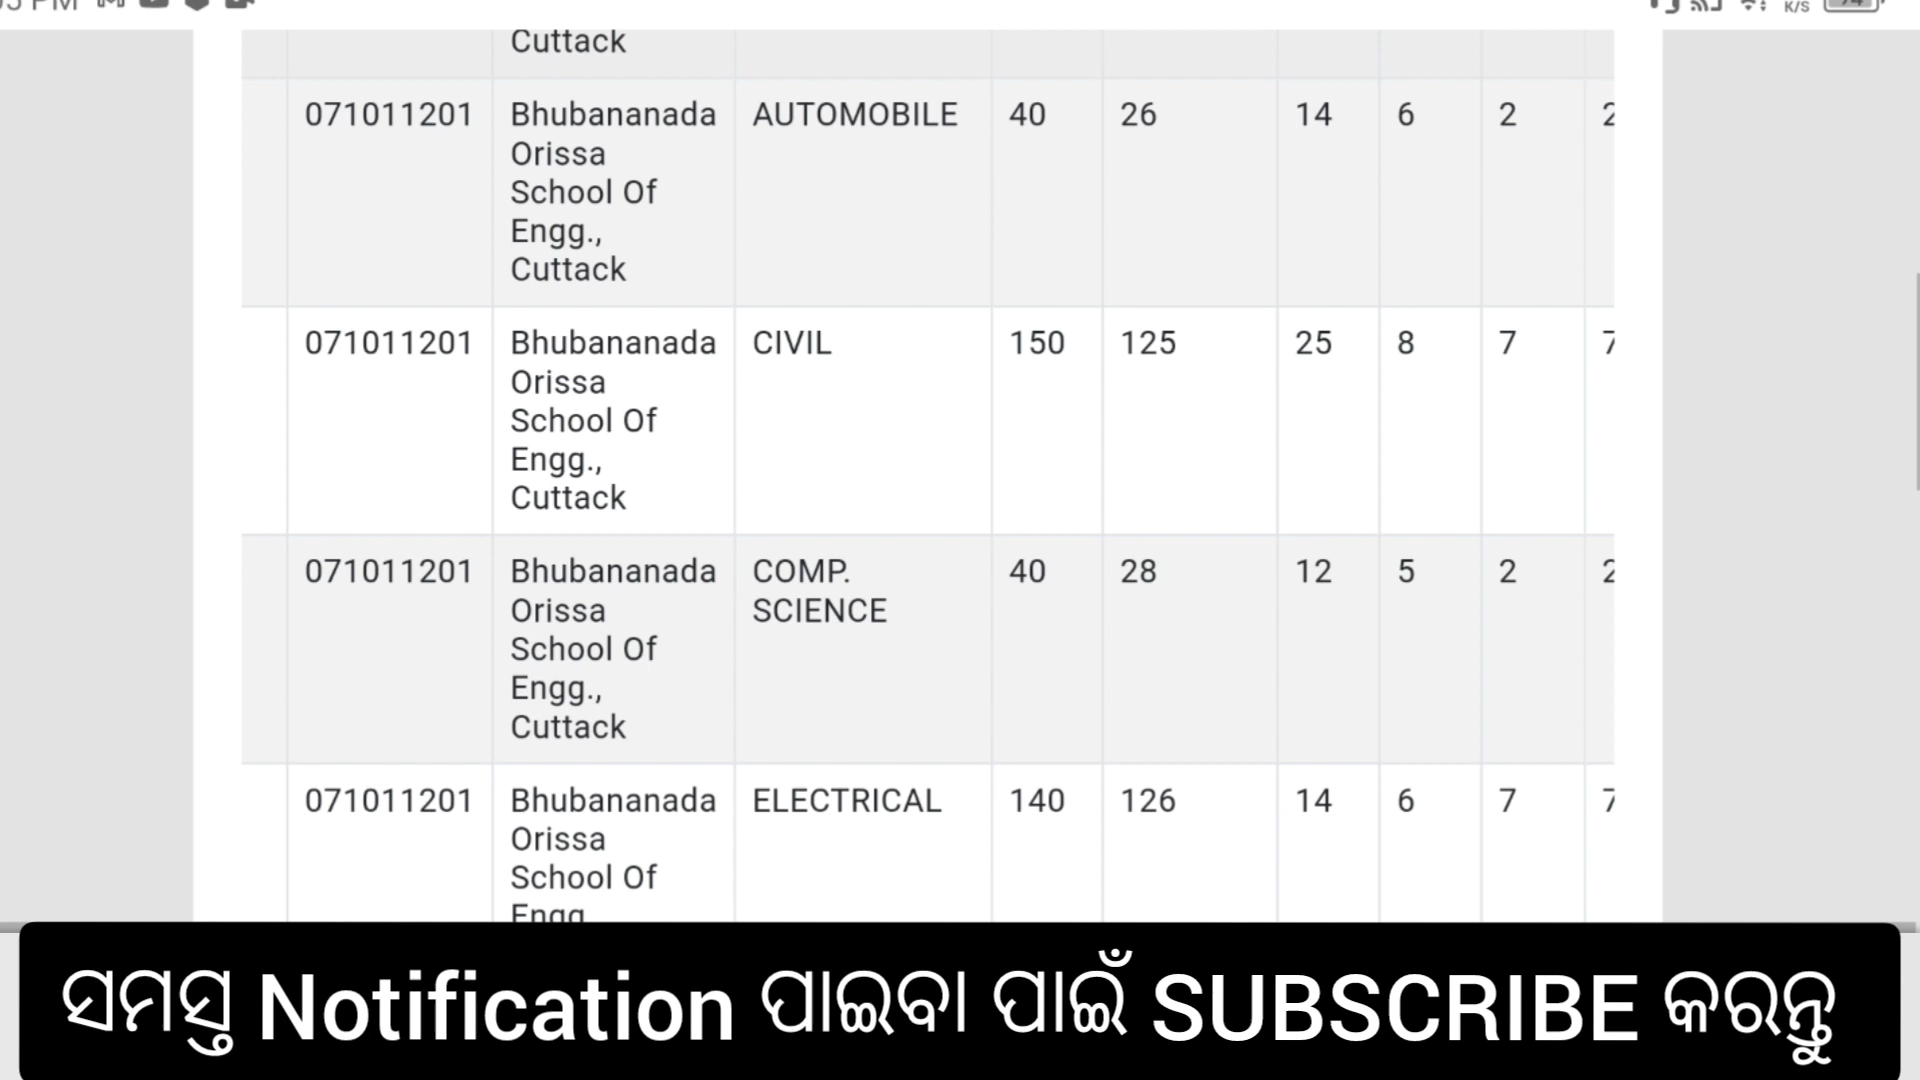 PM
K/S
Cuttack
071011201 Bhubananada AUTOMOBILE 40 26 14 6 2 2
Orissa
School Of
Engg.,
Cuttack
071011201 Bhubananada CIVIL 150 125 25 8 7 7
Orissa
School Of
Engg.,
Cuttack
071011201 Bhubananada COMP. 40 28 12 5 2 2
Orissa SCIENCE
School Of
Engg.,
Cuttack
071011201 Bhubananada ELECTRICAL 140 126 14 6 7 7
Orissa
School Of
Engg
ସମସ୍ତ Notification ପାଇବା ପାଇଁ SUBSCRIBE କରନ୍ତୁ